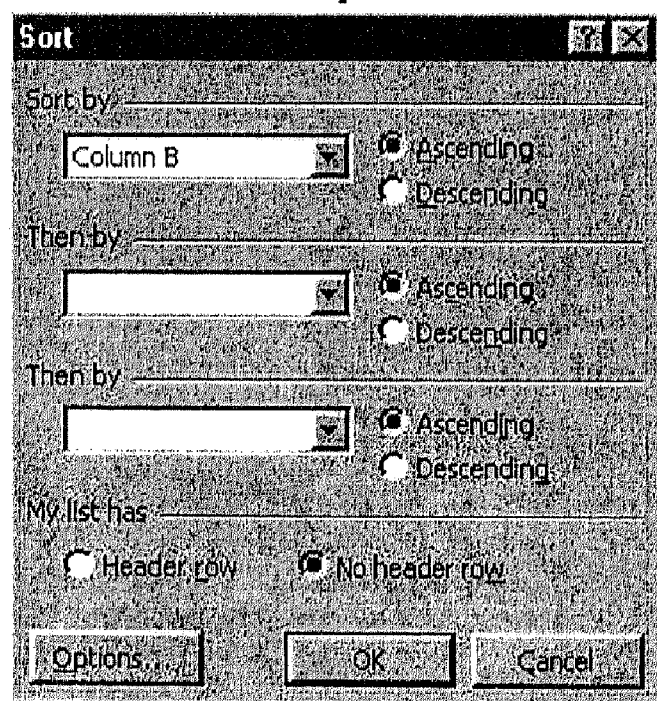 Sort
Sort by
Column B
Ascending
Descending
Then by
Ascending
Descending
Then by
Ascending
Descending
My list has
Header row
No header row
Options...
OK
Cancel